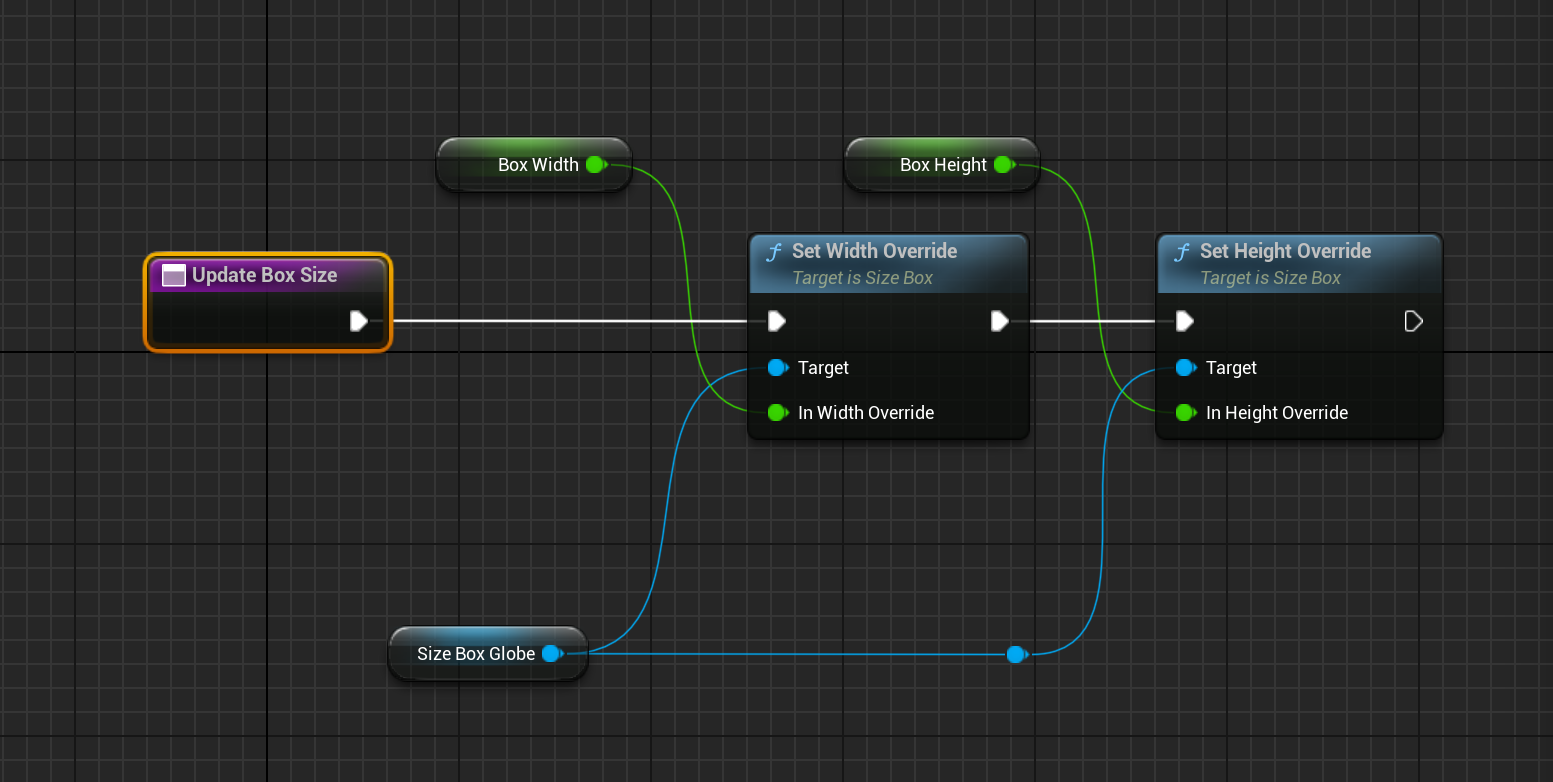 Box Width
Box Height
Update Box Size
Set Width Override
Target is Size Box
Target
In Width Override
Set Height Override
Target is Size Box
Target
In Height Override
Size Box Globe